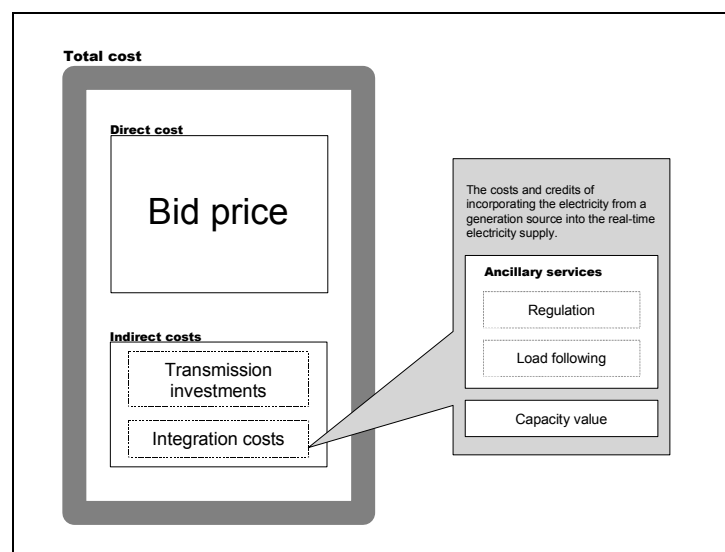 Total cost
Direct cost
Bid price
Indirect costs
Transmission
investments
Integration costs
The costs and credits of
incorporating the electricity from a
generation source into the real-time
electricity supply.
Ancillary services
Regulation
Load following
Capacity value